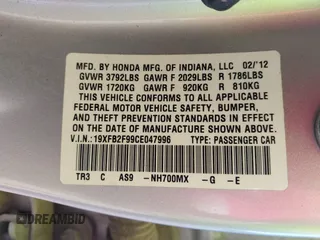 MFD BY HONDA OF INDIANA, LLC 02/'12
GVWR 3792LBS GAWR F 2029LBS R 1786LBS
GVWR 1720KG GAWR F 920KG R 810KG
THIS VEHICLE CONFORMS TO ALL APPLICABLE
FEDERAL MOTOR VEHICLE SAFETY, BUMPER,
AND THEFT PREVENTION STANDARDS IN EFFECT
ON THE DATE OF MANUFACTURE SHOWN ABOVE.
V.I.N.: 19XFB2F99CE047996 TYPE: PASSENGER CAR
TR3 C AS9 -NH700MX -G -E
DREAMBID